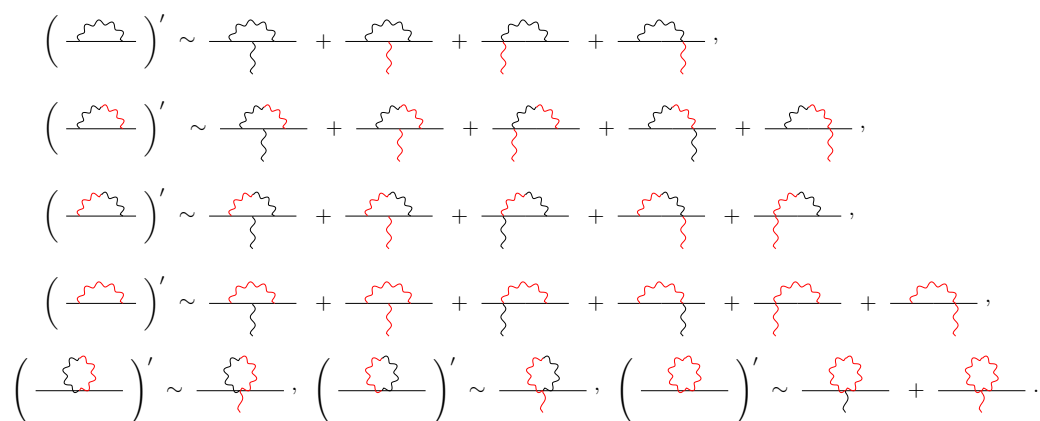 ( )′ ∼ + + + ,
( )′ ∼ + + + + ,
( )′ ∼ + + + + ,
( )′ ∼ + + + + + ,
( )′ ∼ , ( )′ ∼ , ( )′ ∼ + .